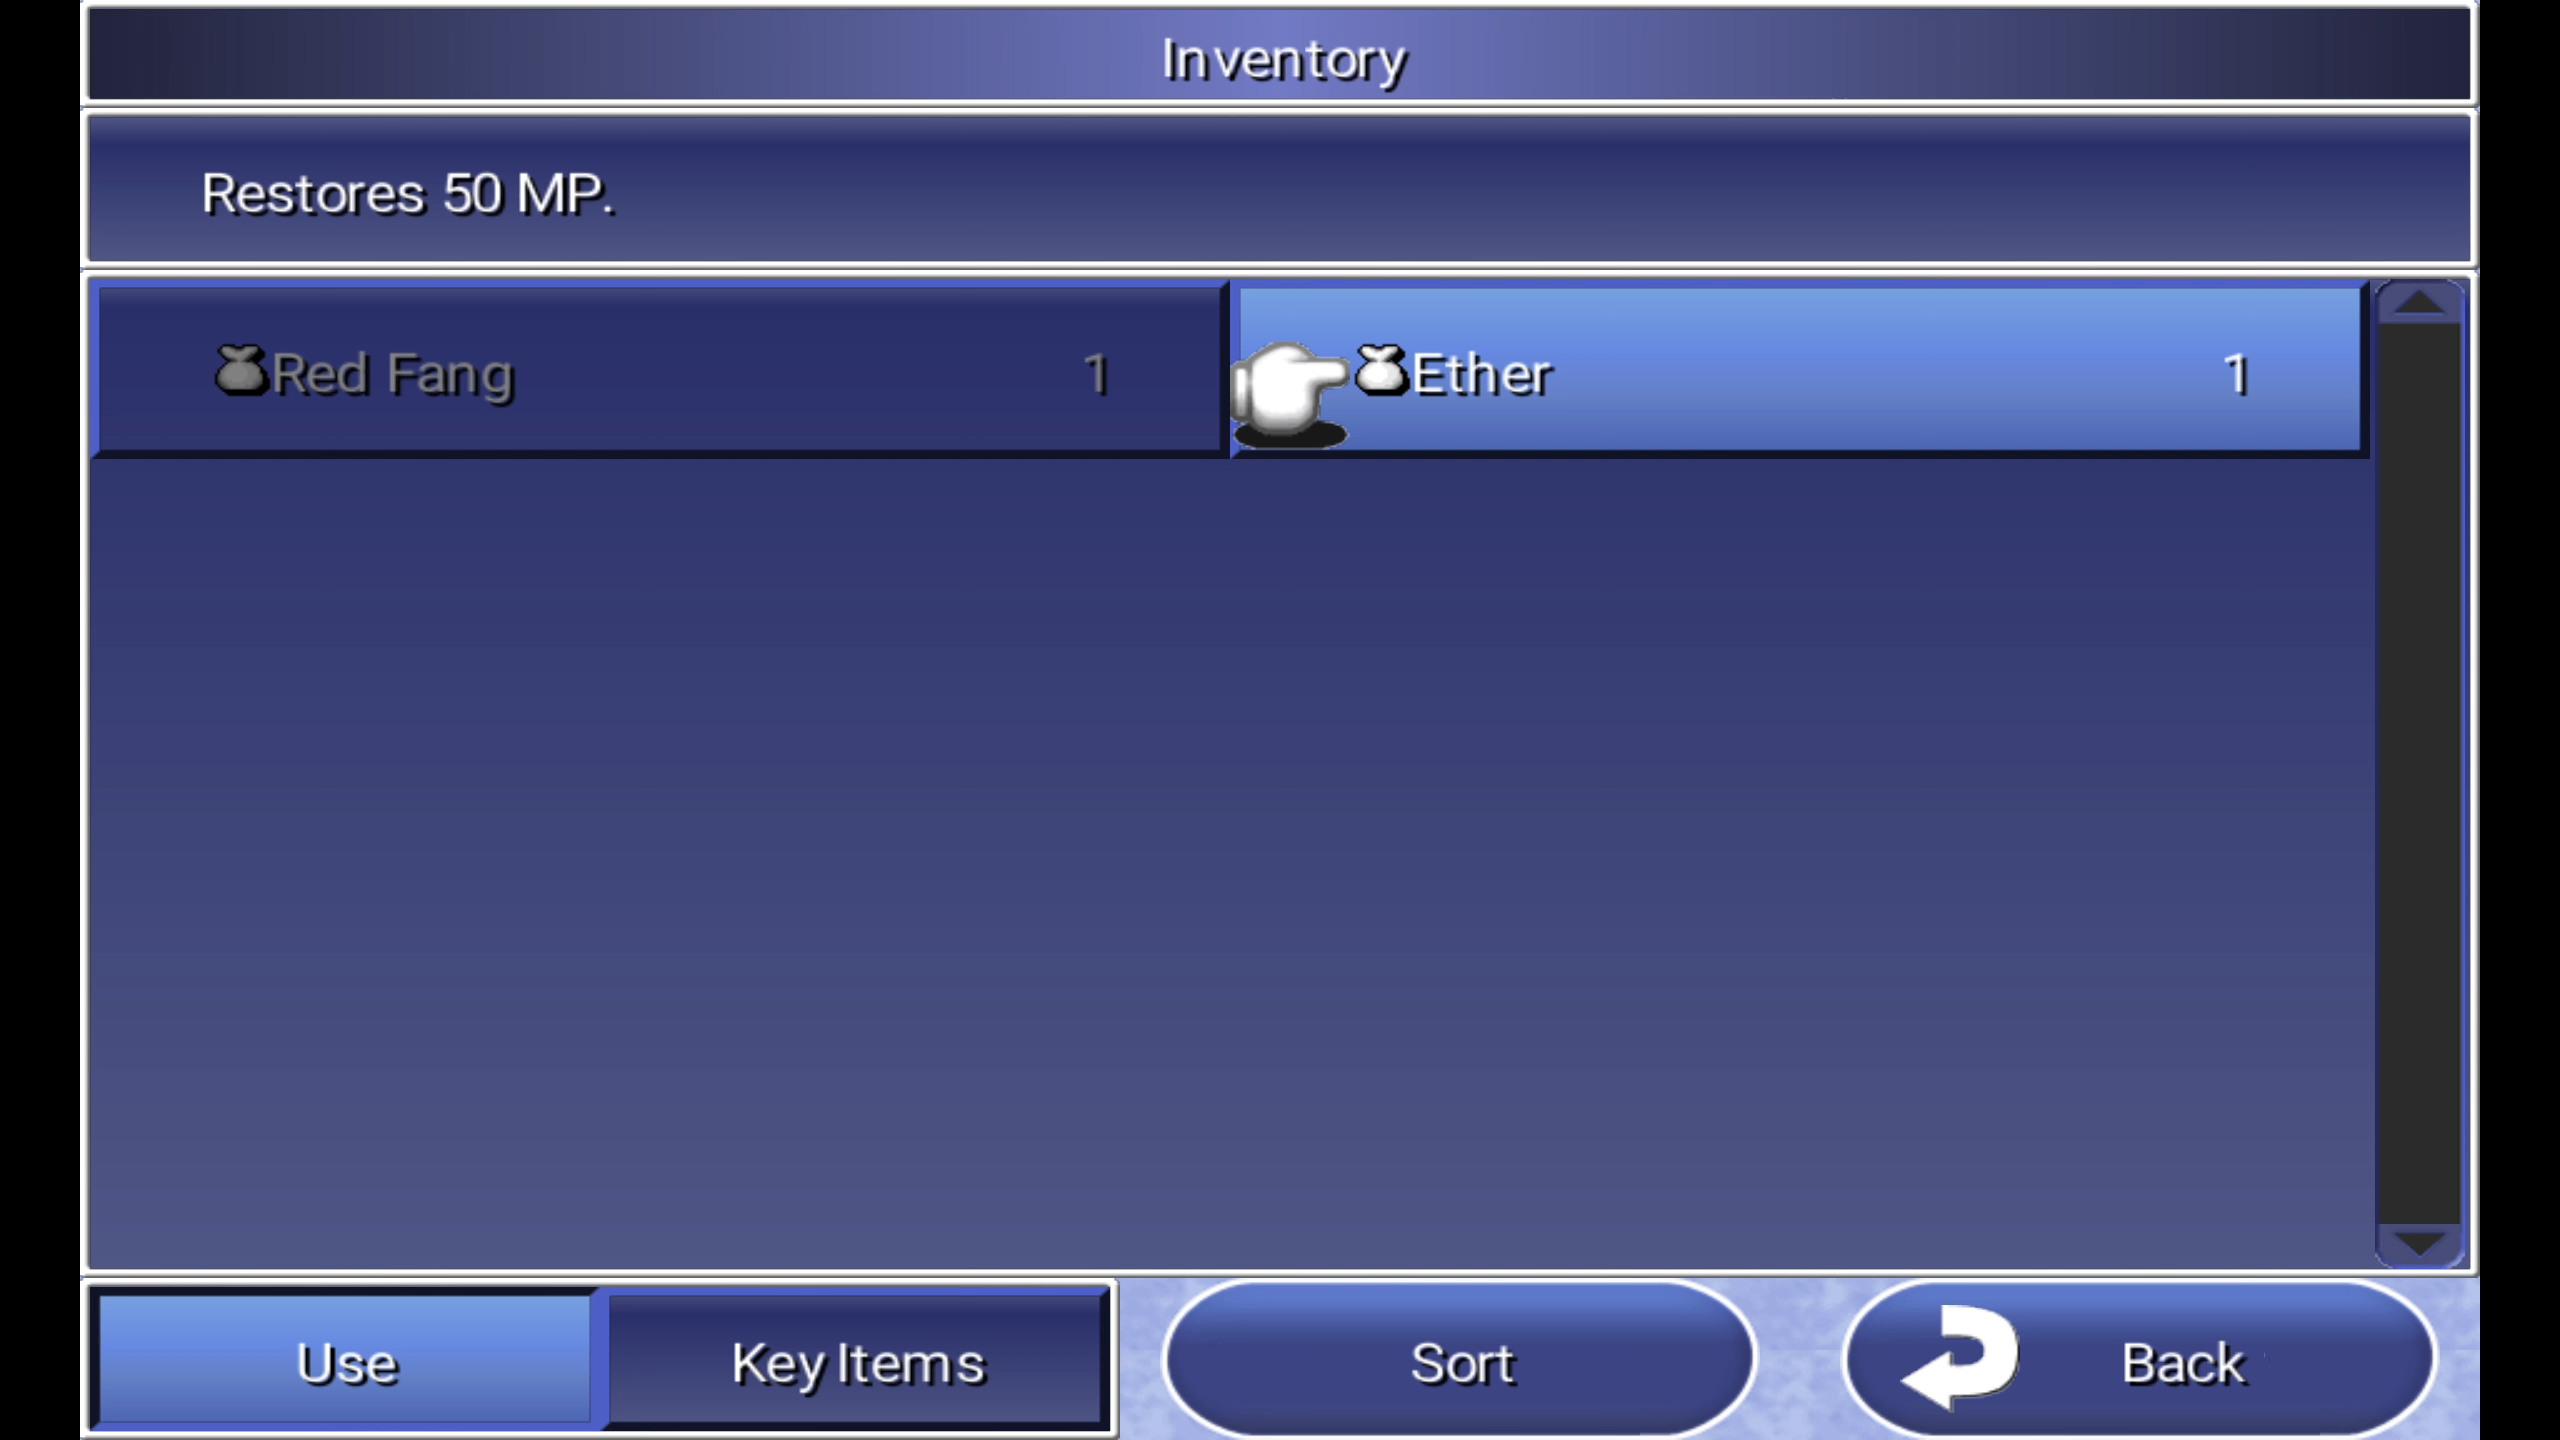 Inventory
Restores 50 MP.
Red Fang 1
Ether 1
Use
Key Items
Sort
Back